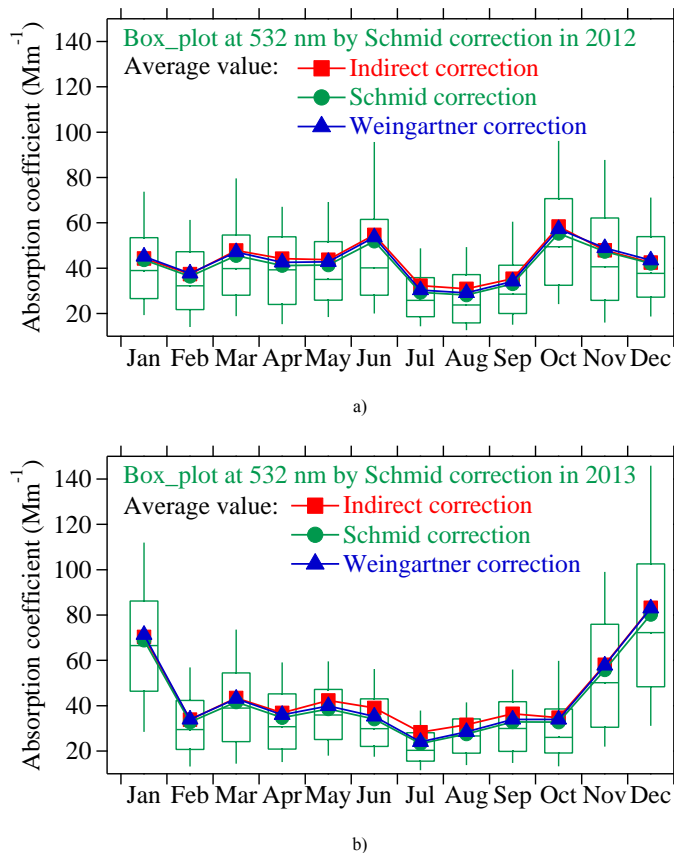 Box_plot at 532 nm by Schmid correction in 2012
Average value:
Indirect correction
Schmid correction
Weingartner correction
Absorption coefficient (Mm⁻¹)
140
120
100
80
60
40
20
Jan Feb Mar Apr May Jun Jul Aug Sep Oct Nov Dec
a)
Box_plot at 532 nm by Schmid correction in 2013
Average value:
Indirect correction
Schmid correction
Weingartner correction
Absorption coefficient (Mm⁻¹)
140
120
100
80
60
40
20
Jan Feb Mar Apr May Jun Jul Aug Sep Oct Nov Dec
b)